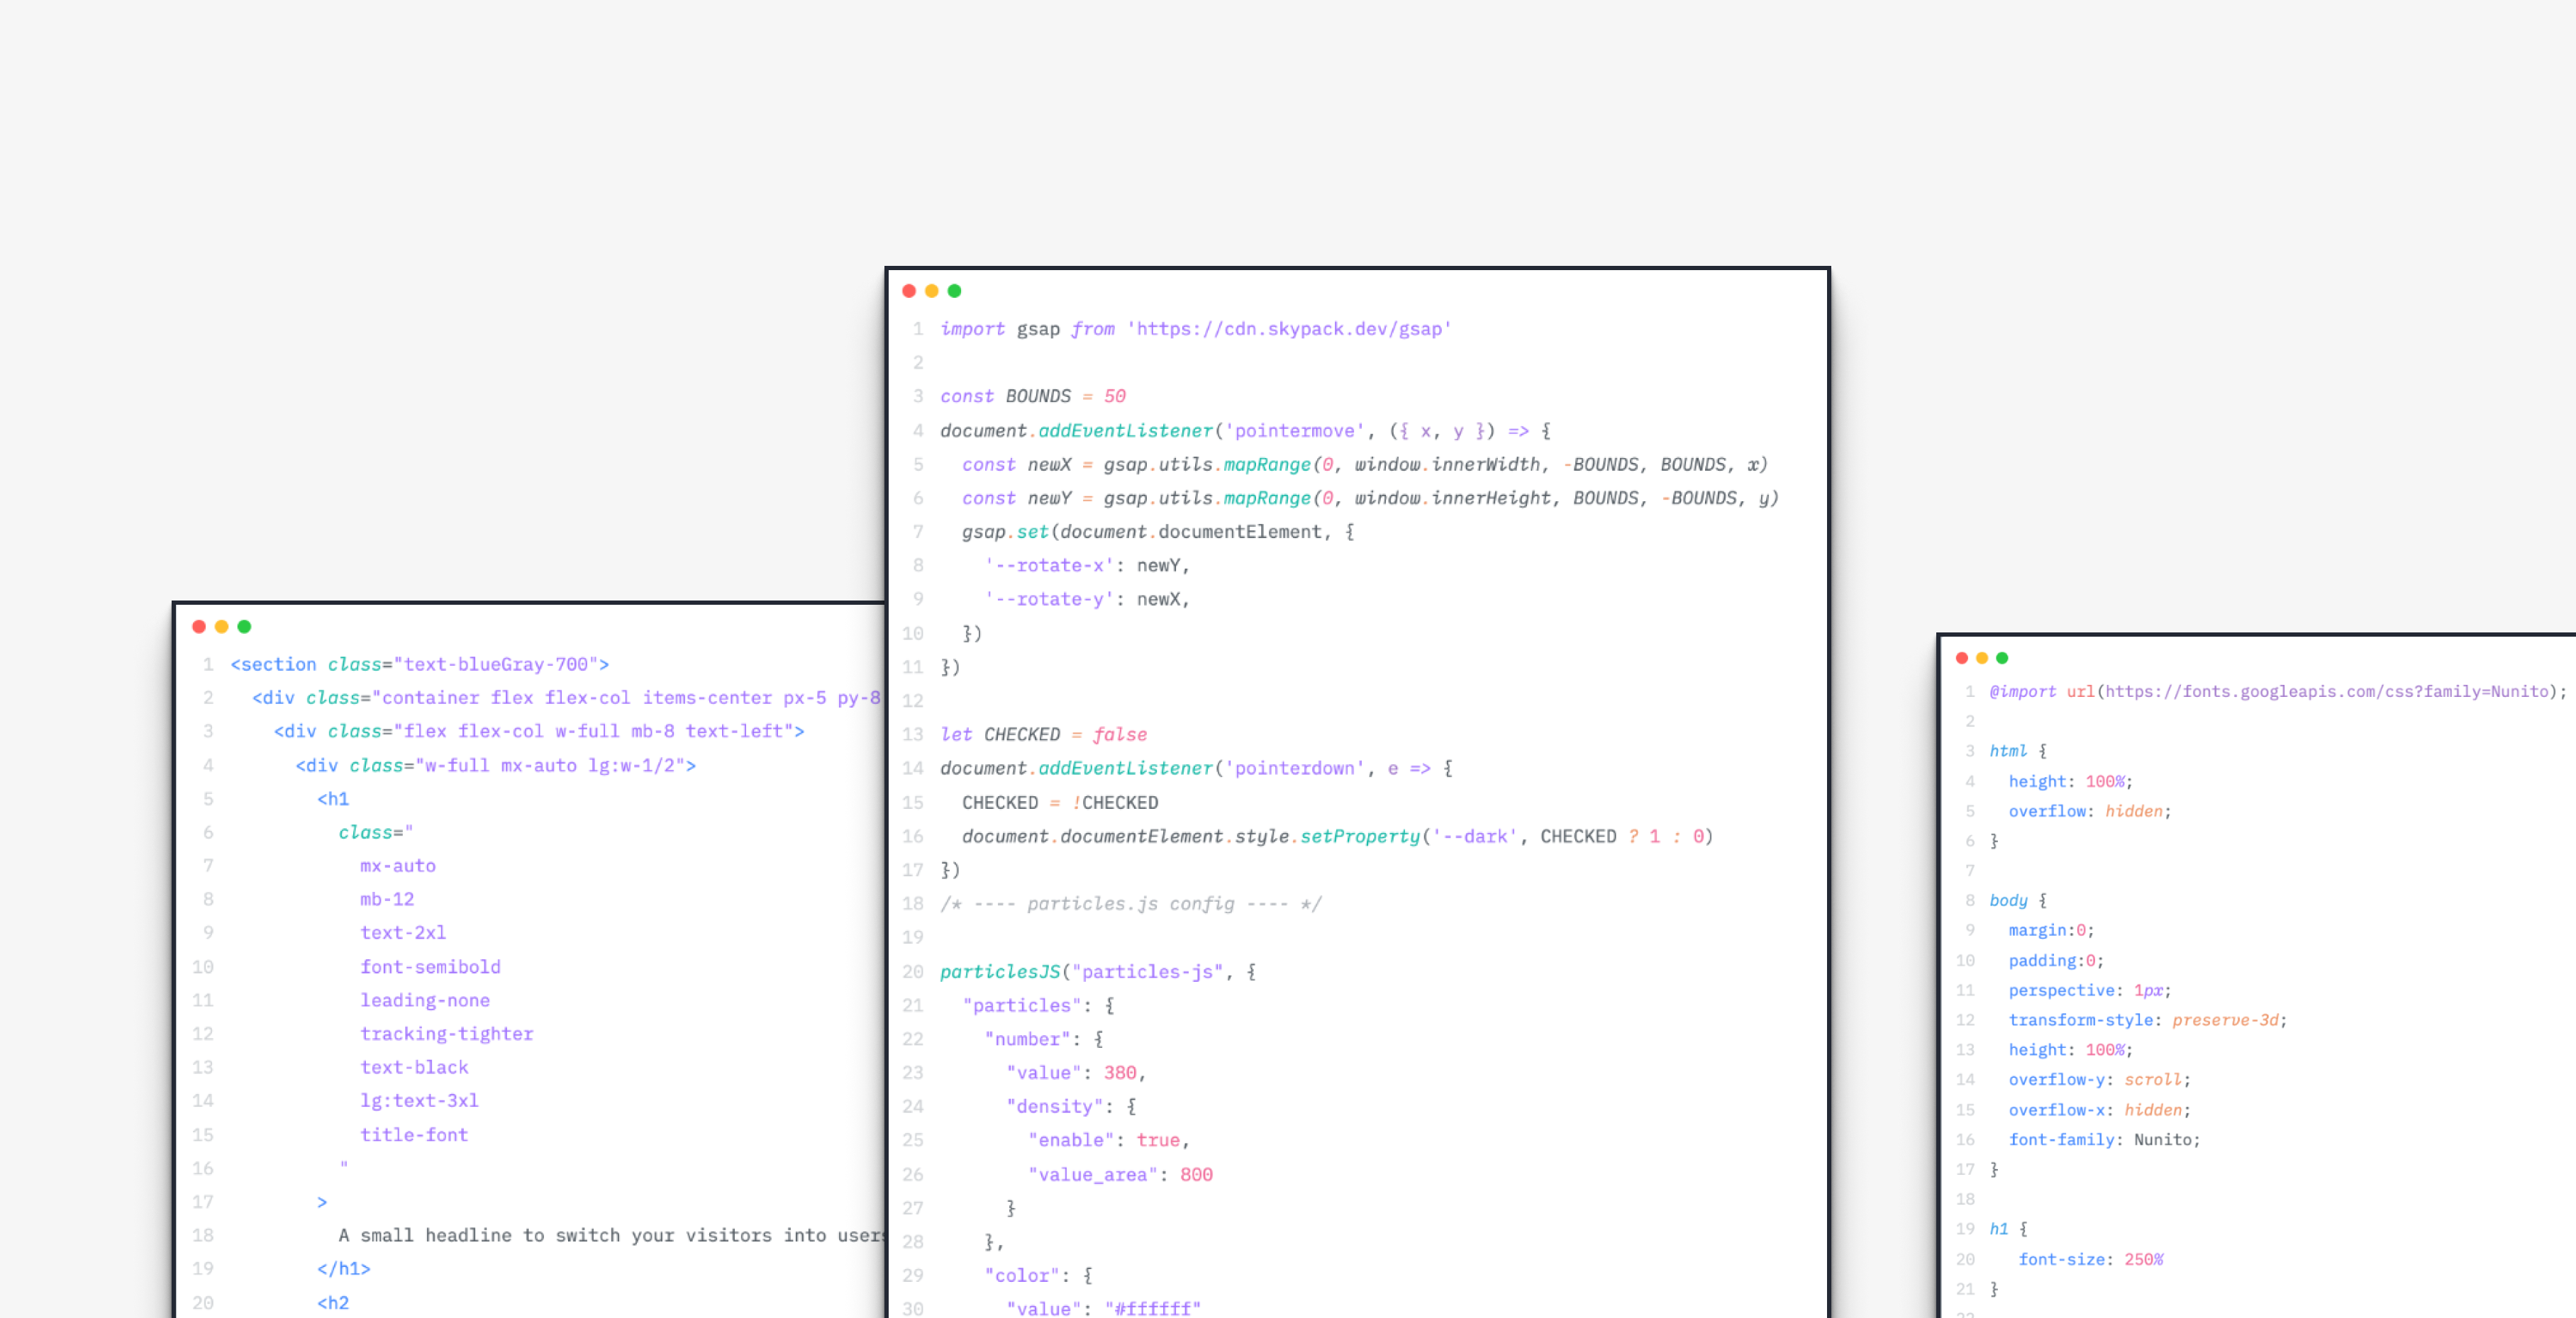 1 <section class="text-blueGray-700">
2 <div class="container flex flex-col items-center px-5 py-8
3 <div class="flex flex-col w-full mb-8 text-left">
4 <div class="w-full mx-auto lg:w-1/2">
5 <h1
6 class="
7 mx-auto
8 mb-12
9 text-2xl
10 font-semibold
11 leading-none
12 tracking-tighter
13 text-black
14 lg:text-3xl
15 title-font
16 "
17 >
18 A small headline to switch your visitors into users
19 </h1>
20 <h2
1 import gsap from 'https://cdn.skypack.dev/gsap'
2
3 const BOUNDS = 50
4 document.addEventListener('pointermove', ({ x, y }) => {
5 const newX = gsap.utils.mapRange(0, window.innerWidth, -BOUNDS, BOUNDS, x)
6 const newY = gsap.utils.mapRange(0, window.innerHeight, BOUNDS, -BOUNDS, y)
7 gsap.set(document.documentElement, {
8 '--rotate-x': newY,
9 '--rotate-y': newX,
10 })
11 })
12
13 let CHECKED = false
14 document.addEventListener('pointerdown', e => {
15 CHECKED = !CHECKED
16 document.documentElement.style.setProperty('--dark', CHECKED ? 1 : 0)
17 })
18 /* ---- particles.js config ---- */
19
20 particlesJS("particles-js", {
21 "particles": {
22 "number": {
23 "value": 380,
24 "density": {
25 "enable": true,
26 "value_area": 800
27 }
28 },
29 "color": {
30 "value": "#ffffff"
1 @import url(https://fonts.googleapis.com/css?family=Nunito);
2
3 html {
4 height: 100%;
5 overflow: hidden;
6 }
7
8 body {
9 margin:0;
10 padding:0;
11 perspective: 1px;
12 transform-style: preserve-3d;
13 height: 100%;
14 overflow-y: scroll;
15 overflow-x: hidden;
16 font-family: Nunito;
17 }
18
19 h1 {
20 font-size: 250%
21 }